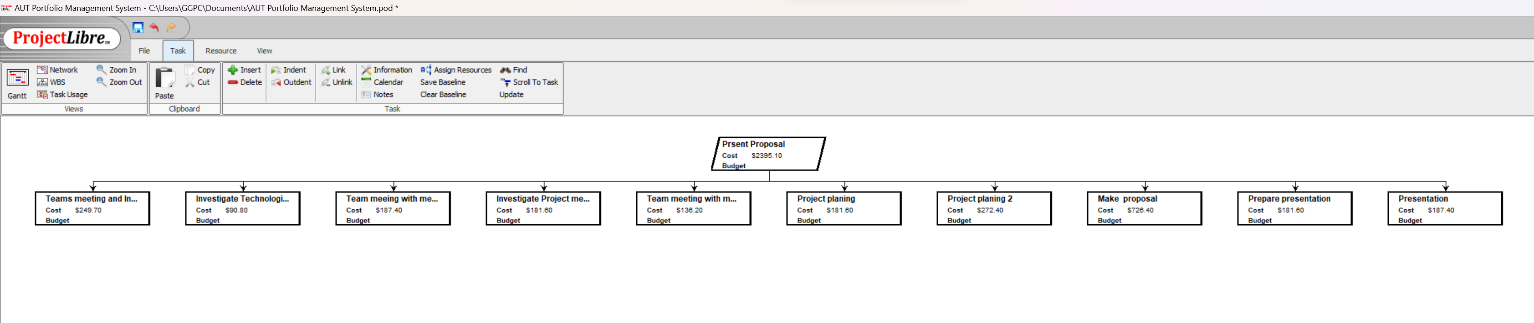 AUT Portfolio Management System - C:\Users\GGPC\Documents\AUT Portfolio Management System.pod *
ProjectLibre™
File Task Resource View
Gantt
Network
WBS
Task Usage
Zoom In
Zoom Out
Views
Paste
Copy
Cut
Clipboard
Insert
Delete
Indent
Outdent
Link
Unlink
Information
Calendar
Notes
Assign Resources
Save Baseline
Clear Baseline
Find
Scroll To Task
Update
Task
Prsent Proposal
Cost $2395.10
Budget
Teams meeting and In...
Cost $249.70
Budget
Investigate Technologi...
Cost $90.80
Budget
Team meeing with me...
Cost $187.40
Budget
Investigate Project me...
Cost $181.60
Budget
Team meeting with m...
Cost $136.20
Budget
Project planing
Cost $181.60
Budget
Project planing 2
Cost $272.40
Budget
Make proposal
Cost $726.40
Budget
Prepare presentation
Cost $181.60
Budget
Presentation
Cost $187.40
Budget